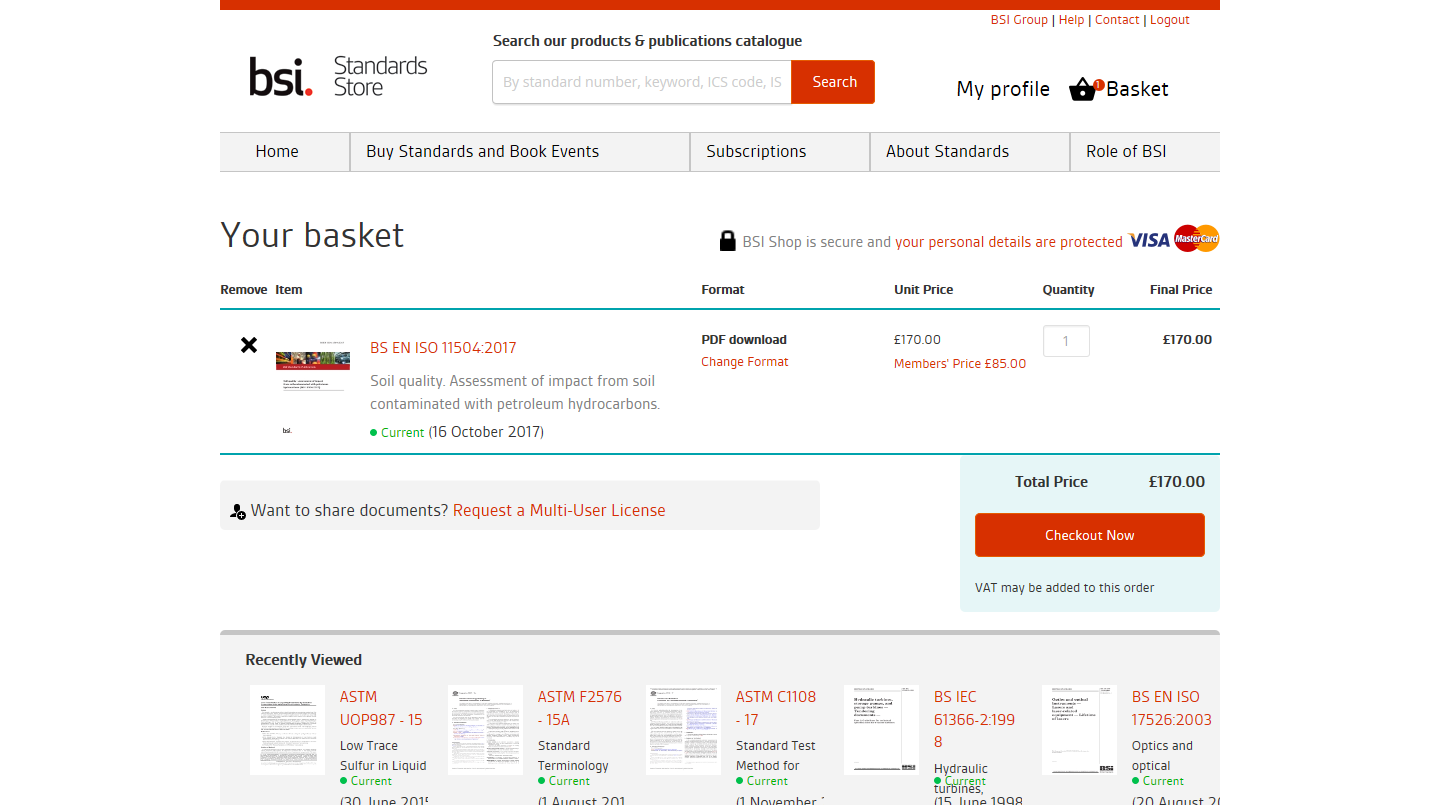 BSI Group | Help | Contact | Logout
Search our products & publications catalogue
bsi. Standards Store
By standard number, keyword, ICS code, IS
Search
My profile
1
Basket
Home
Buy Standards and Book Events
Subscriptions
About Standards
Role of BSI
Your basket
BSI Shop is secure and your personal details are protected
VISA
MasterCard
Remove Item Format Unit Price Quantity Final Price
BS EN ISO 11504:2017
Soil quality. Assessment of impact from soil
contaminated with petroleum hydrocarbons.
Current (16 October 2017)
bsi.
PDF download
Change Format
£170.00
Members' Price £85.00
1
£170.00
Want to share documents? Request a Multi-User License
Total Price £170.00
Checkout Now
VAT may be added to this order
Recently Viewed
ASTM
UOP987 - 15
Low Trace
Sulfur in Liquid
Current
(30 June 2015
ASTM F2576
- 15A
Standard
Terminology
Current
(1 August 201
ASTM C1108
- 17
Standard Test
Method for
Current
(1 November
BS IEC
61366-2:199
8
Hydraulic
turbines,
Current
(15 June 1998
BS EN ISO
17526:2003
Optics and
optical
Current
(20 August 20